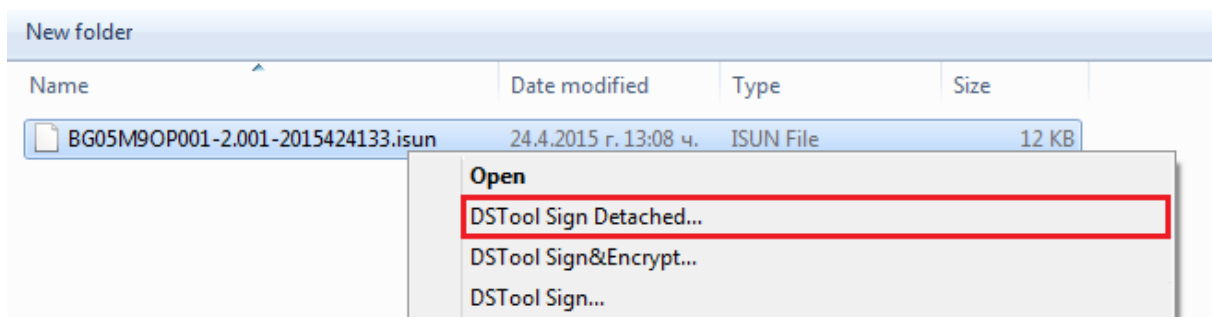 New folder
Name Date modified Type Size
BG05M9OP001-2.001-2015424133.isun 24.4.2015 г. 13:08 ч. ISUN File 12 KB
Open
DSTool Sign Detached...
DSTool Sign&Encrypt...
DSTool Sign...